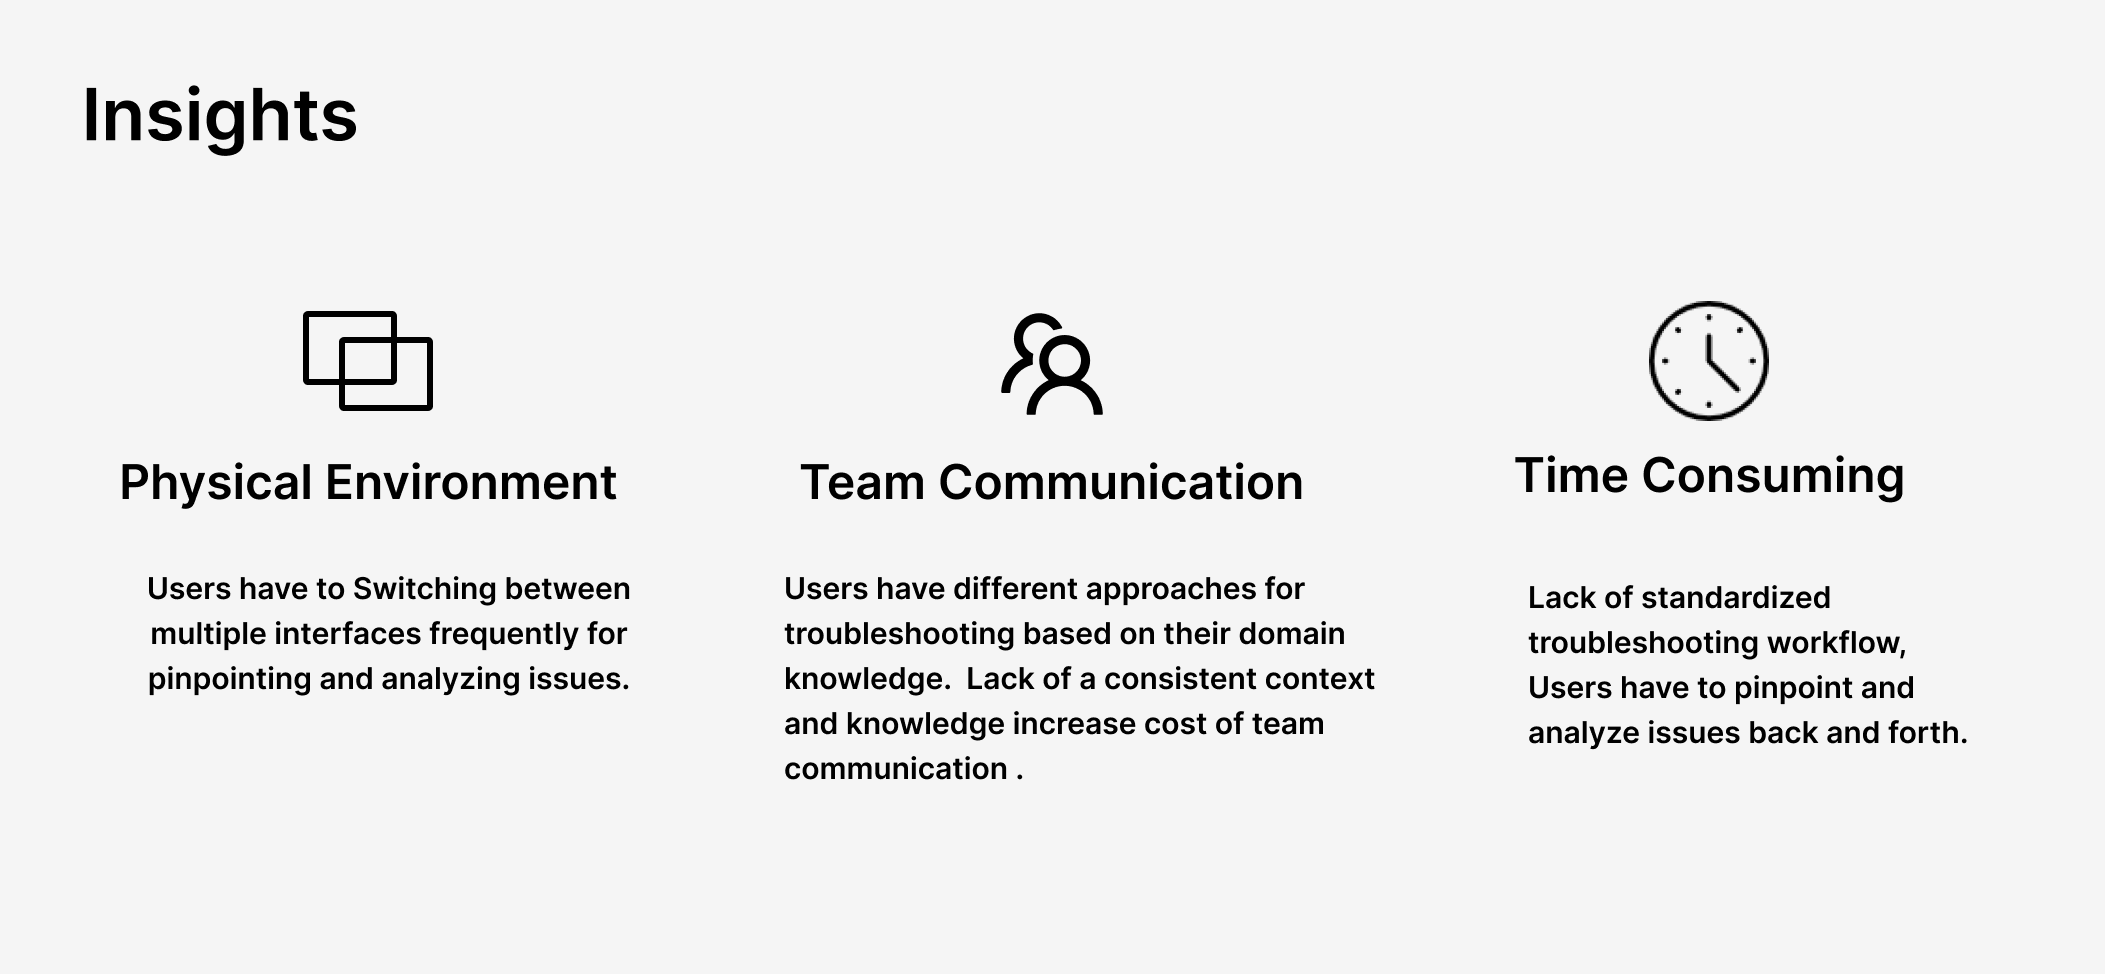 Insights
Physical Environment
Users have to Switching between
multiple interfaces frequently for
pinpointing and analyzing issues.
Team Communication
Users have different approaches for
troubleshooting based on their domain
knowledge.  Lack of a consistent context
and knowledge increase cost of team
communication .
Time Consuming
Lack of standardized
troubleshooting workflow,
Users have to pinpoint and
analyze issues back and forth.